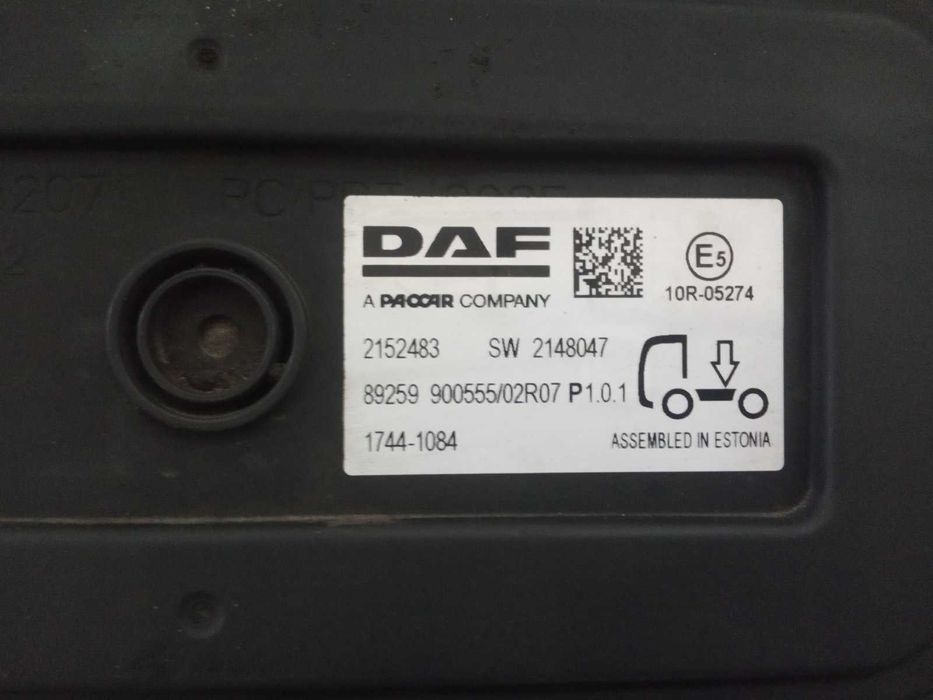 207
DAF
A PACCAR COMPANY
E5
10R-05274
2152483 SW 2148047
89259 900555/02R07 P1.0.1
1744-1084
ASSEMBLED IN ESTONIA